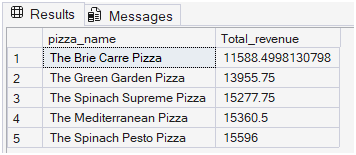 Results Messages
pizza_name Total_revenue
1 The Brie Carre Pizza 11588.4998130798
2 The Green Garden Pizza 13955.75
3 The Spinach Supreme Pizza 15277.75
4 The Mediterranean Pizza 15360.5
5 The Spinach Pesto Pizza 15596